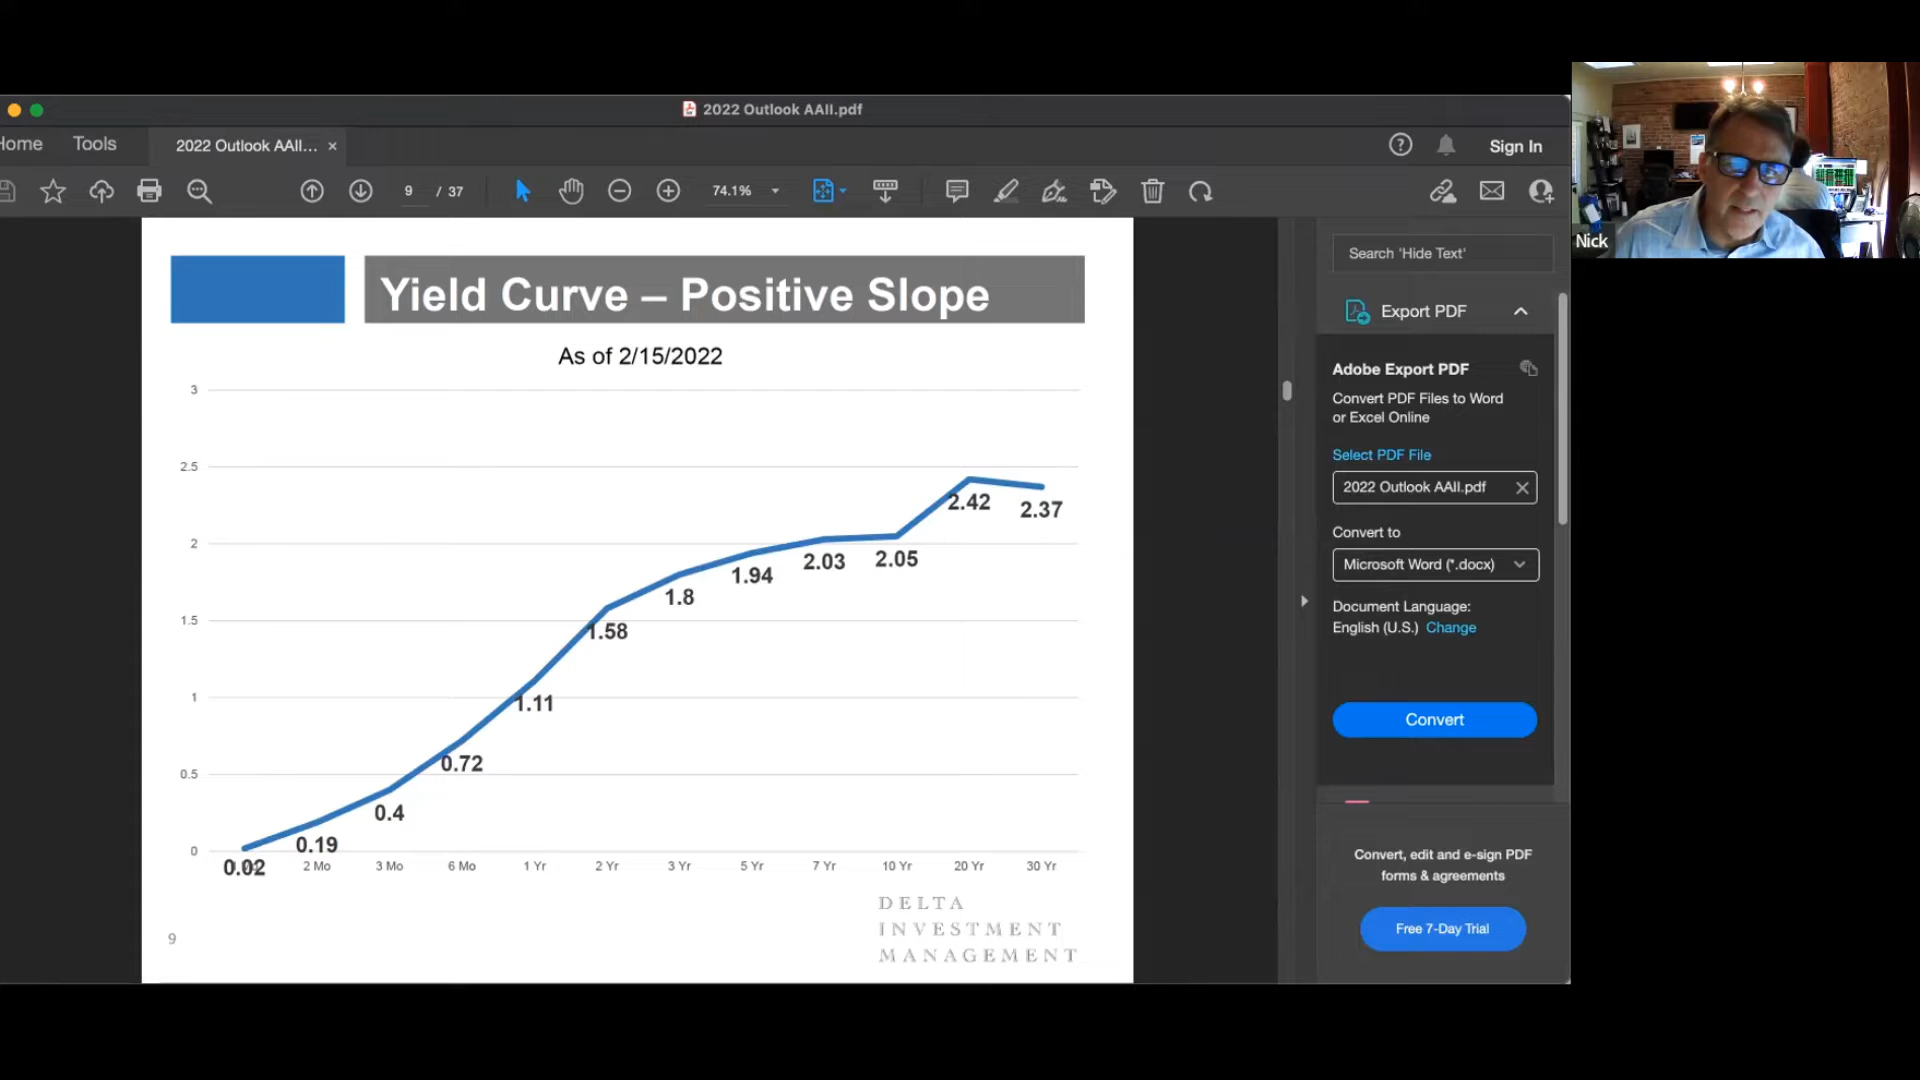 2022 Outlook AAII.pdf
Home
Tools
2022 Outlook AAII... ×
Sign In
9 / 37
74.1%
Nick
Yield Curve – Positive Slope
As of 2/15/2022
3
2.5
2
1.5
1
0.5
0
0.02
0.19
0.4
0.72
1.11
1.58
1.8
1.94
2.03
2.05
2.42
2.37
2 Mo
3 Mo
6 Mo
1 Yr
2 Yr
3 Yr
5 Yr
7 Yr
10 Yr
20 Yr
30 Yr
DELTA
INVESTMENT
MANAGEMENT
9
Search 'Hide Text'
Export PDF
Adobe Export PDF
Convert PDF Files to Word
or Excel Online
Select PDF File
2022 Outlook AAII.pdf
Convert to
Microsoft Word (*.docx)
Document Language:
English (U.S.) Change
Convert
Convert, edit and e-sign PDF
forms & agreements
Free 7-Day Trial